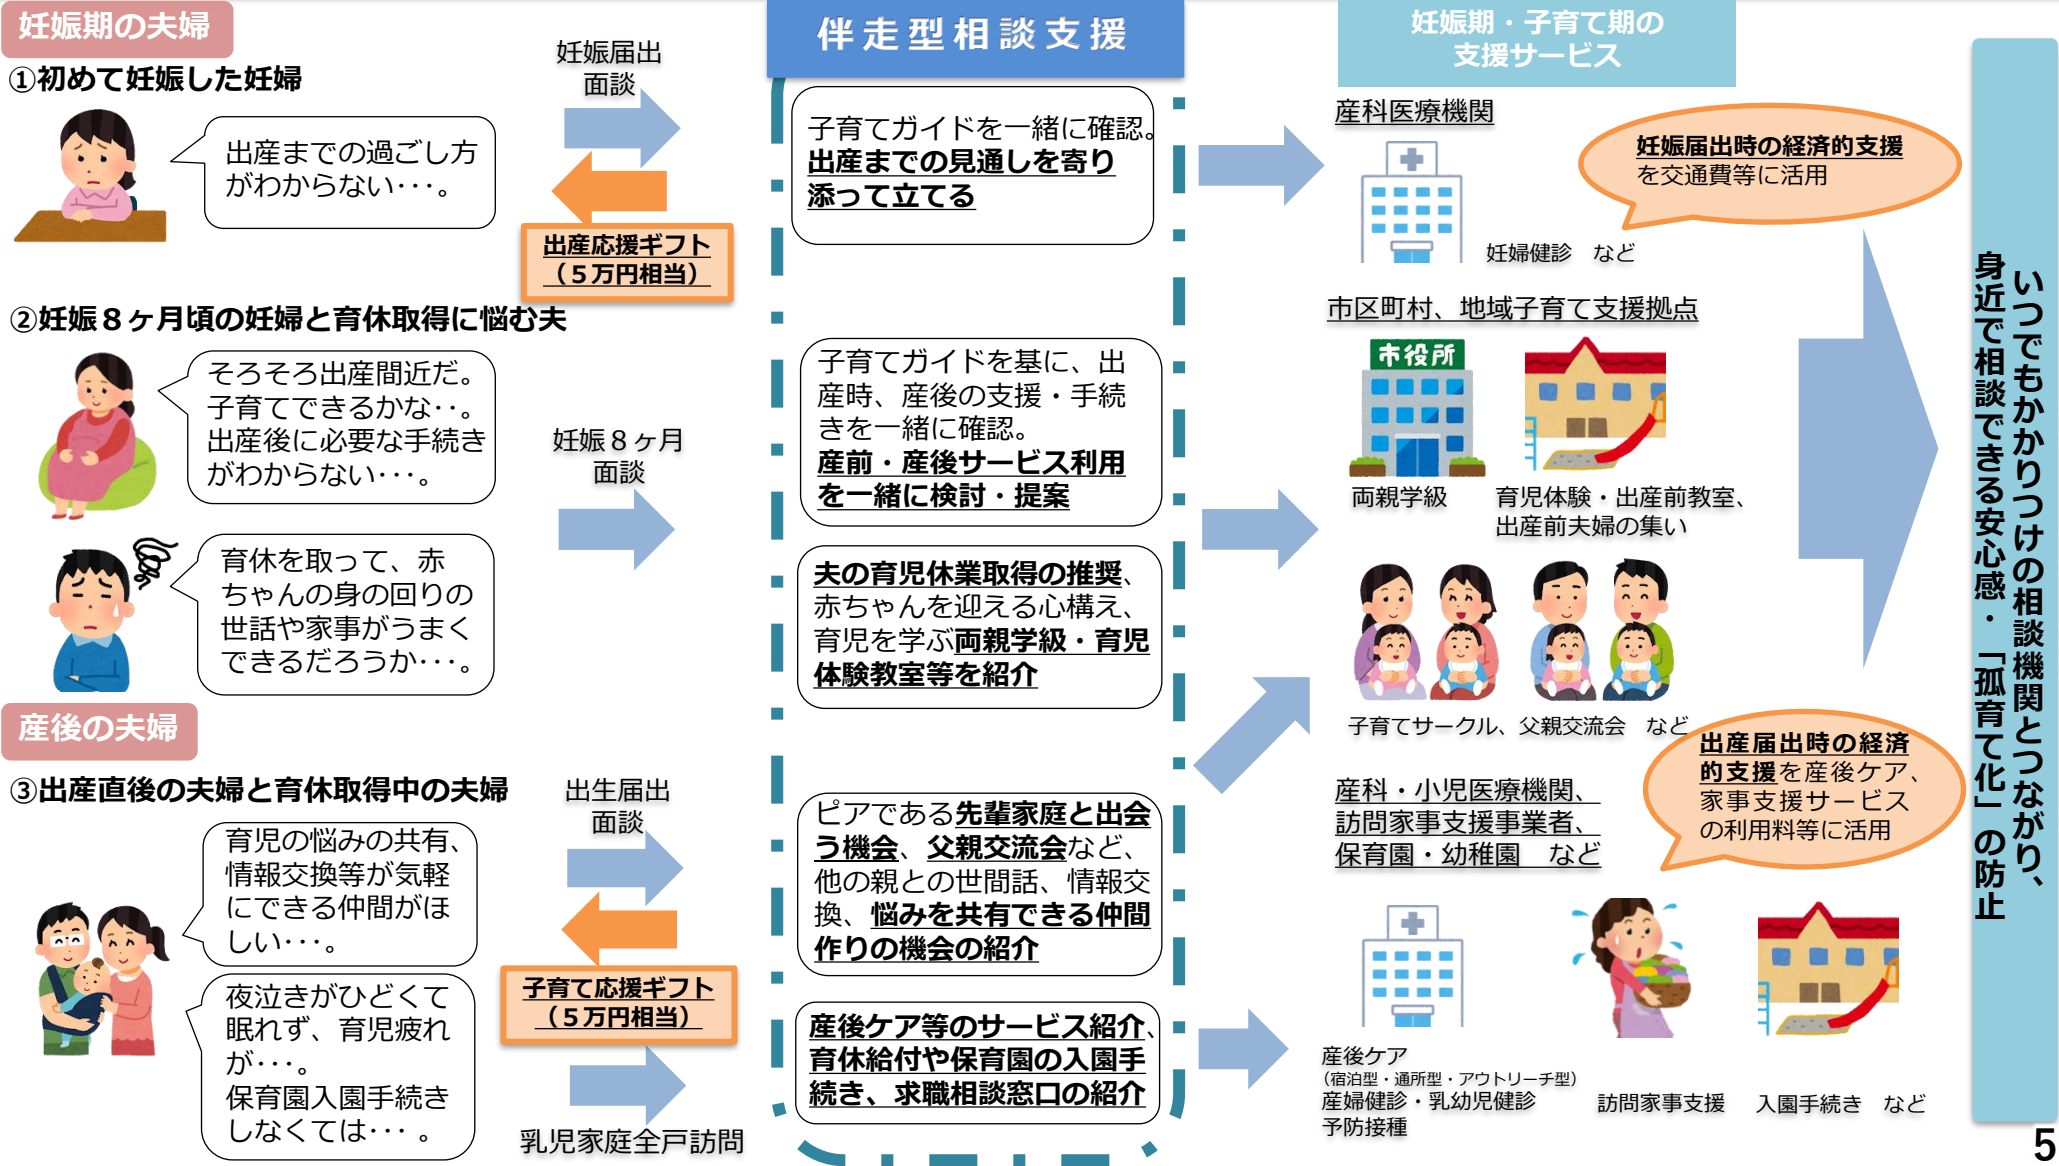 妊娠期の夫婦
①初めて妊娠した妊婦
出産までの過ごし方
がわからない･･･。
妊娠届出
面談
出産応援ギフト
（５万円相当）
②妊娠８ヶ月頃の妊婦と育休取得に悩む夫
そろそろ出産間近だ。
子育てできるかな･･。
出産後に必要な手続き
がわからない･･･。
育休を取って、赤
ちゃんの身の回りの
世話や家事がうまく
できるだろうか･･･。
妊娠８ヶ月
面談
産後の夫婦
③出産直後の夫婦と育休取得中の夫婦
育児の悩みの共有、
情報交換等が気軽
にできる仲間がほ
しい･･･。
夜泣きがひどくて
眠れず、育児疲れ
が･･･。
保育園入園手続き
しなくては･･･ 。
出生届出
面談
子育て応援ギフト
（５万円相当）
乳児家庭全戸訪問
伴走型相談支援
子育てガイドを一緒に確認。
出産までの見通しを寄り
添って立てる
子育てガイドを基に、出
産時、産後の支援・手続
きを一緒に確認。
産前・産後サービス利用
を一緒に検討・提案
夫の育児休業取得の推奨、
赤ちゃんを迎える心構え、
育児を学ぶ両親学級・育児
体験教室等を紹介
ピアである先輩家庭と出会
う機会、父親交流会など、
他の親との世間話、情報交
換、悩みを共有できる仲間
作りの機会の紹介
産後ケア等のサービス紹介、
育休給付や保育園の入園手
続き、求職相談窓口の紹介
妊娠期・子育て期の
支援サービス
産科医療機関
妊婦健診　など
妊娠届出時の経済的支援
を交通費等に活用
市区町村、地域子育て支援拠点
市役所
両親学級
育児体験・出産前教室、
出産前夫婦の集い
子育てサークル、父親交流会　など
出産届出時の経済
的支援を産後ケア、
家事支援サービス
の利用料等に活用
産科・小児医療機関、
訪問家事支援事業者、
保育園・幼稚園　など
産後ケア
（宿泊型・通所型・アウトリーチ型）
産婦健診・乳幼児健診
予防接種
訪問家事支援
入園手続き　など
いつでもかかりつけの相談機関とつながり、
身近で相談できる安心感・「孤育て化」の防止
5